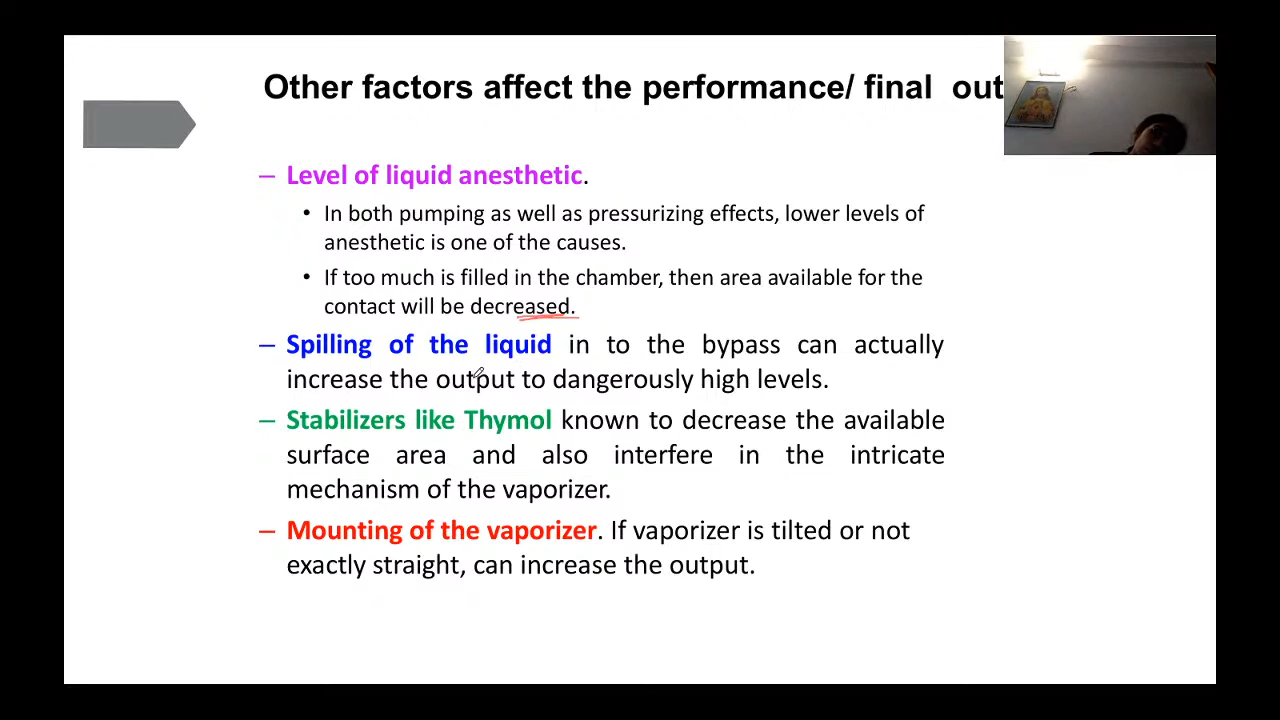 Other factors affect the performance/ final out
– Level of liquid anesthetic.
• In both pumping as well as pressurizing effects, lower levels of
anesthetic is one of the causes.
• If too much is filled in the chamber, then area available for the
contact will be decreased.
– Spilling of the liquid in to the bypass can actually
increase the output to dangerously high levels.
– Stabilizers like Thymol known to decrease the available
surface area and also interfere in the intricate
mechanism of the vaporizer.
– Mounting of the vaporizer. If vaporizer is tilted or not
exactly straight, can increase the output.